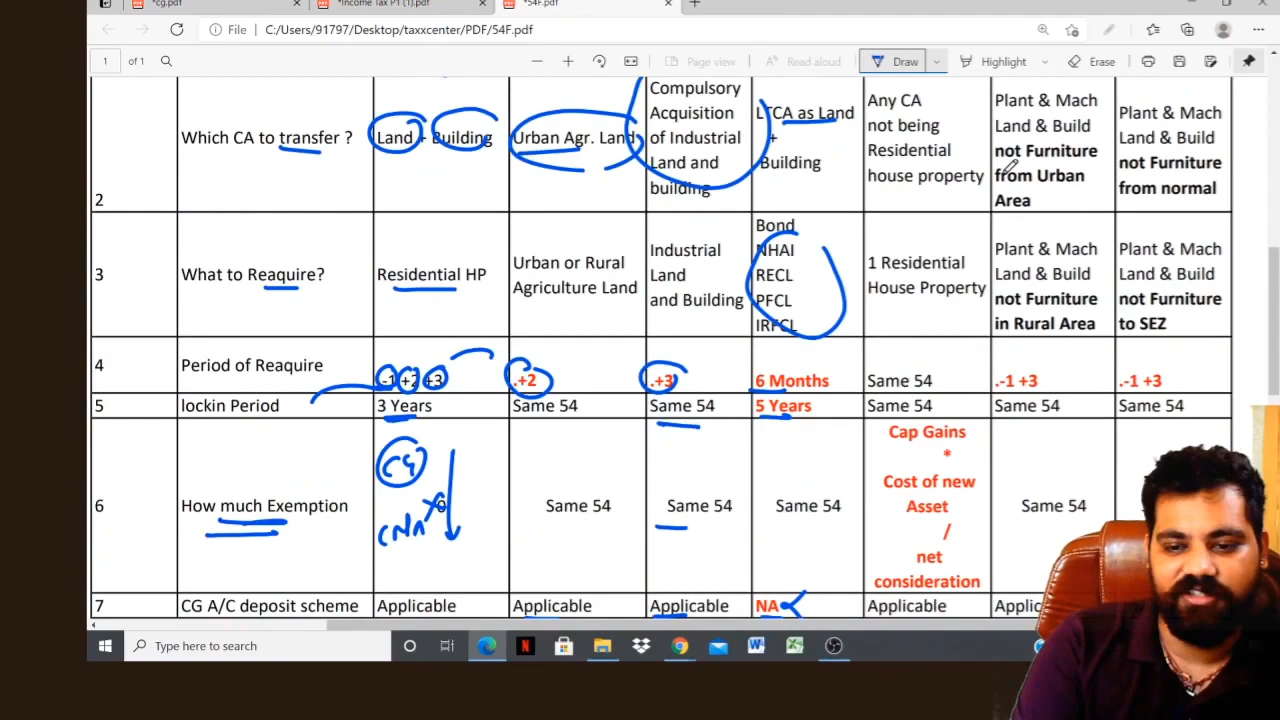 *cg.pdf
*Income Tax P1 (1).pdf
*54F.pdf
File
C:/Users/91797/Desktop/taxxcenter/PDF/54F.pdf
1
of 1
Page view
Read aloud
Draw
Highlight
Erase
2
Which CA to transfer ?
Land + Building
Urban Agr. Land
Compulsory
Acquisition
of Industrial
Land and
building
LTCA as Land
+
Building
Any CA
not being
Residential
house property
Plant & Mach
Land & Build
not Furniture
from Urban
Area
Plant & Mach
Land & Build
not Furniture
from normal
3
What to Reaquire?
Residential HP
Urban or Rural
Agriculture Land
Industrial
Land
and Building
Bond
NHAI
RECL
PFCL
IRFCL
1 Residential
House Property
Plant & Mach
Land & Build
not Furniture
in Rural Area
Plant & Mach
Land & Build
not Furniture
to SEZ
4
Period of Reaquire
.-1 +2 +3
.+2
.+3
6 Months
Same 54
.-1 +3
.-1 +3
5
lockin Period
3 Years
Same 54
Same 54
5 Years
Same 54
Same 54
Same 54
6
How much Exemption
CG
CNA
Same 54
Same 54
Same 54
Cap Gains
*
Cost of new
Asset
/
net
consideration
Same 54
7
CG A/C deposit scheme
Applicable
Applicable
Applicable
NA
Applicable
Type here to search